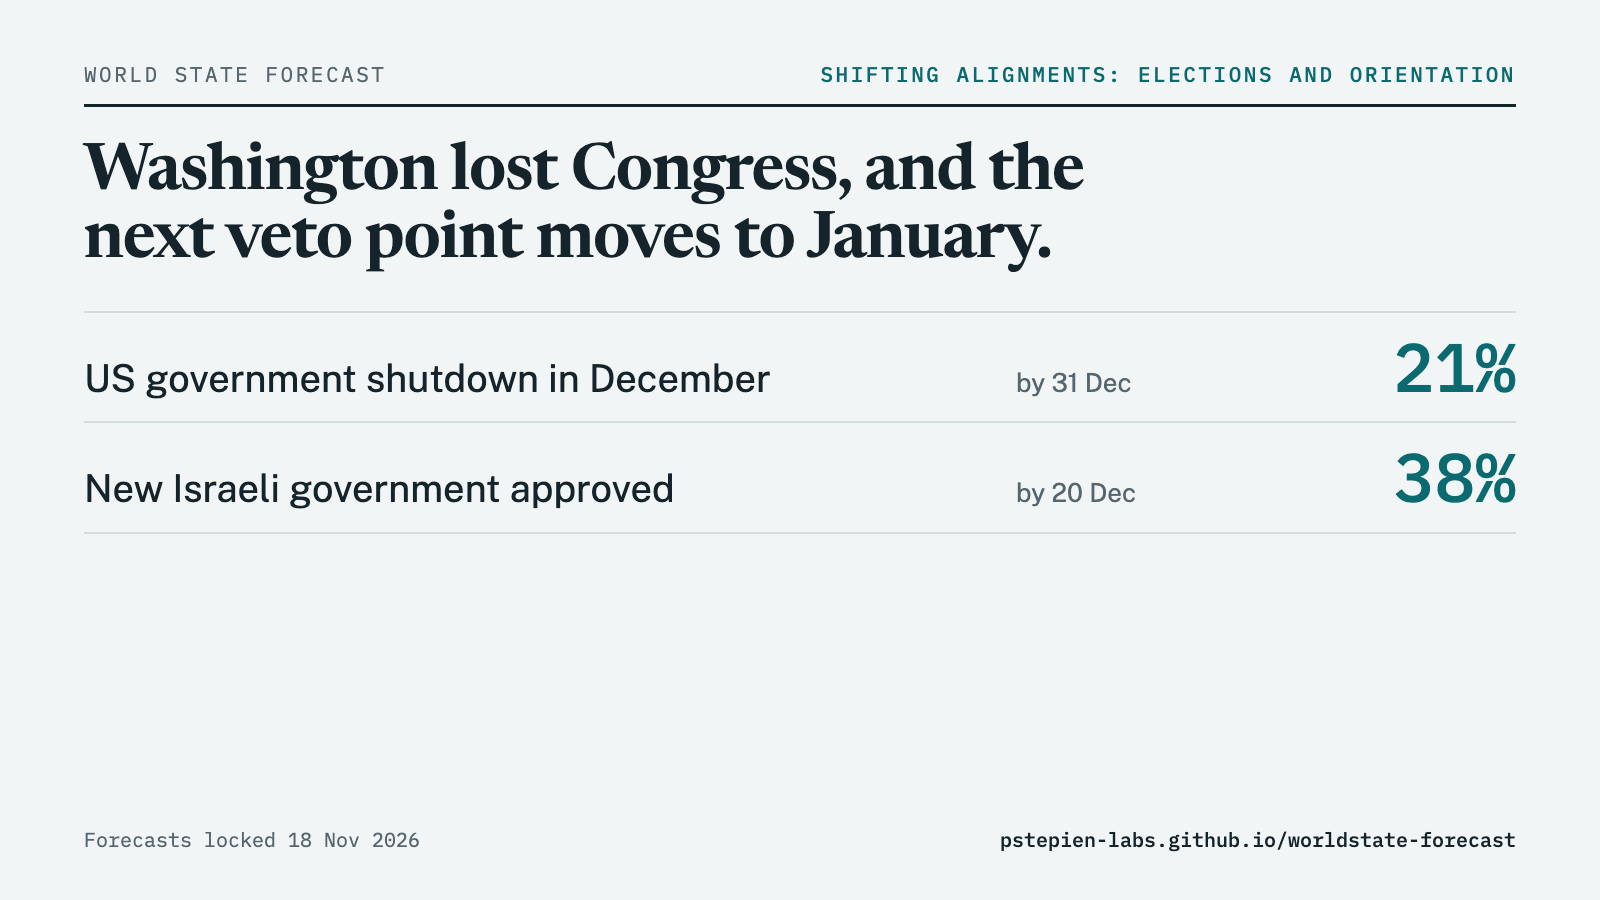 WORLD STATE FORECAST
SHIFTING ALIGNMENTS: ELECTIONS AND ORIENTATION
Washington lost Congress, and the
next veto point moves to January.
US government shutdown in December by 31 Dec 21%
New Israeli government approved by 20 Dec 38%
Forecasts locked 18 Nov 2026
pstepien-labs.github.io/worldstate-forecast